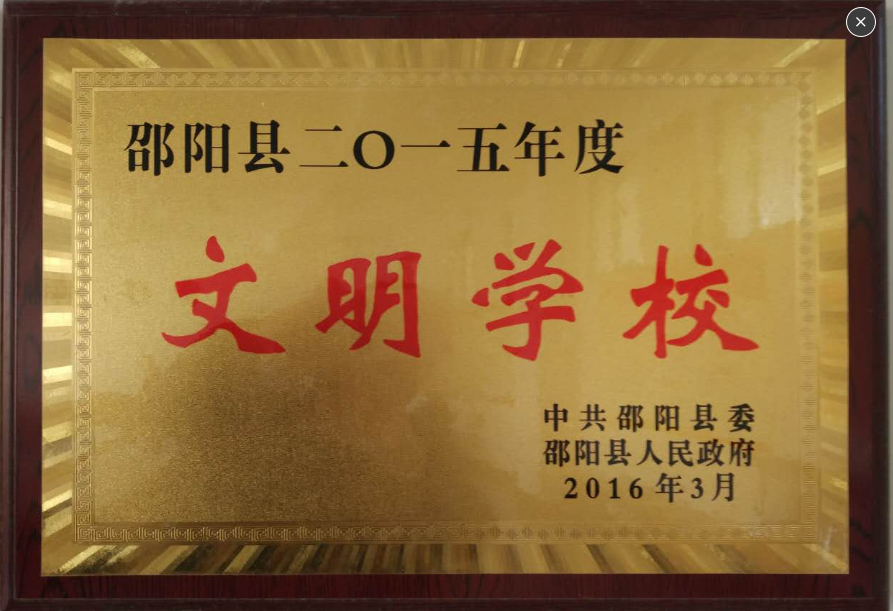 邵阳县二〇一五年度
文明学校
中共邵阳县委
邵阳县人民政府
2016年3月